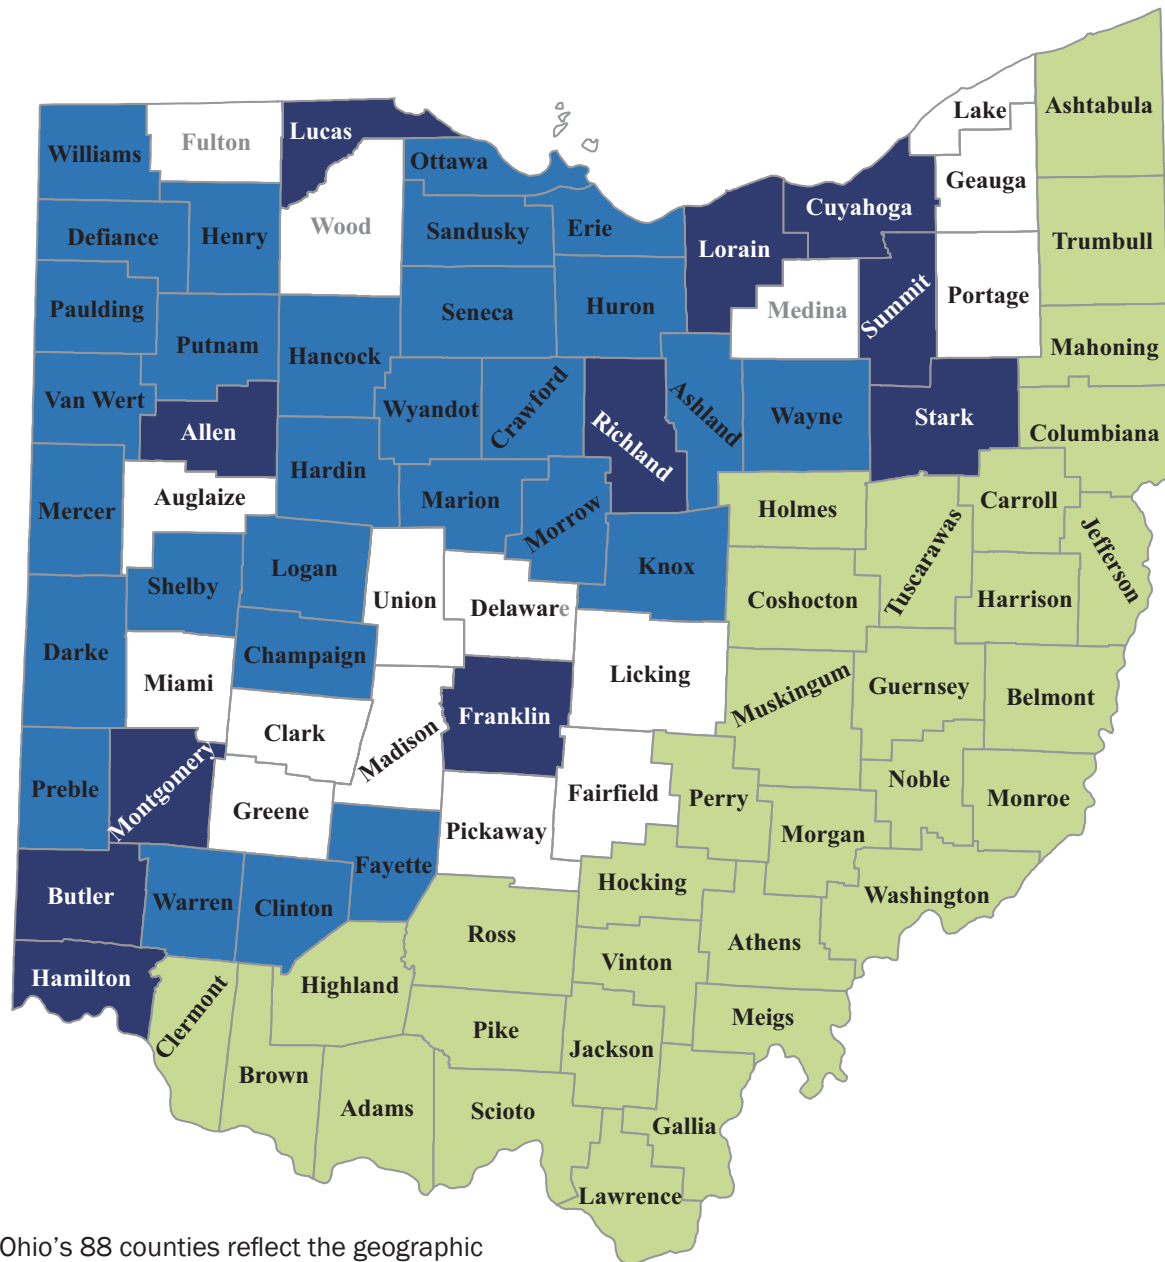 Lake
Ashtabula
Lucas
Fulton
Williams
Ottawa
Geauga
Cuyahoga
Wood
Erie
Sandusky
Henry
Defiance
Trumbull
Lorain
Portage
Summit
Huron
Medina
Paulding
Seneca
Putnam
Mahoning
Hancock
Van Wert
Wyandot
Crawford
Ashland
Wayne
Stark
Allen
Richland
Columbiana
Hardin
Auglaize
Marion
Carroll
Mercer
Holmes
Morrow
Jefferson
Tuscarawas
Logan
Knox
Shelby
Union
Delaware
Coshocton
Harrison
Darke
Champaign
Licking
Miami
Guernsey
Muskingum
Belmont
Franklin
Clark
Madison
Noble
Preble
Montgomery
Fairfield
Perry
Monroe
Greene
Pickaway
Morgan
Fayette
Hocking
Butler
Warren
Clinton
Washington
Ross
Athens
Vinton
Hamilton
Highland
Clermont
Meigs
Pike
Jackson
Brown
Adams
Scioto
Gallia
Lawrence
Ohio's 88 counties reflect the geographic